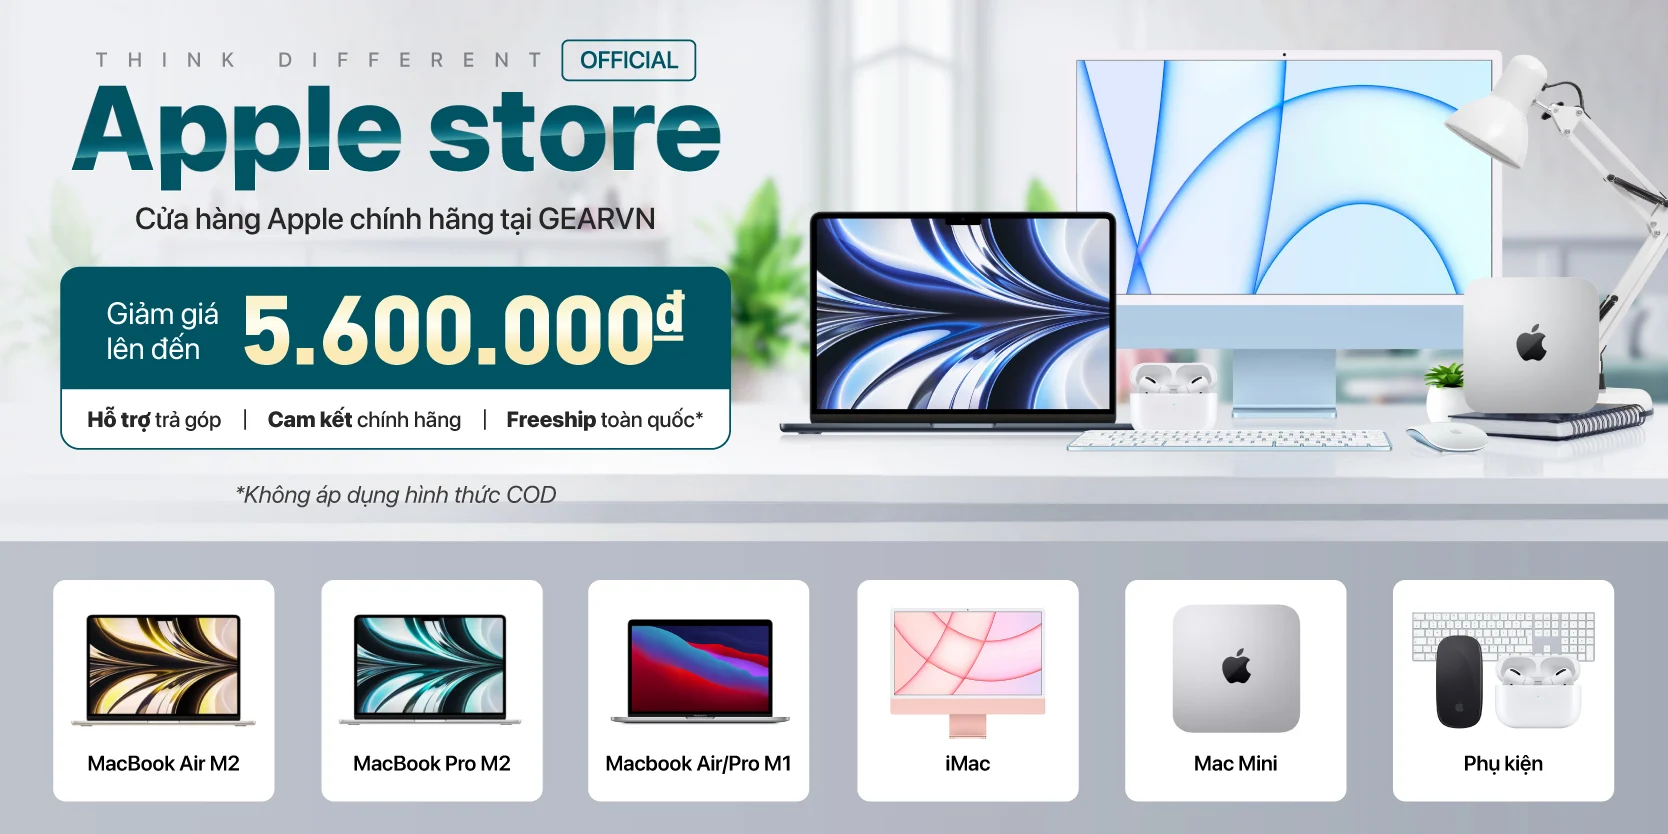 THINK DIFFERENT OFFICIAL
Apple store
Cửa hàng Apple chính hãng tại GEARVN
Giảm giá
lên đến
5.600.000đ
Hỗ trợ trả góp | Cam kết chính hãng | Freeship toàn quốc*
*Không áp dụng hình thức COD
MacBook Air M2
MacBook Pro M2
Macbook Air/Pro M1
iMac
Mac Mini
Phụ kiện